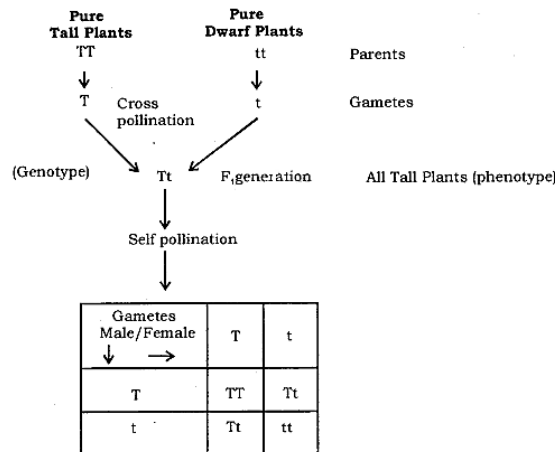 Pure Tall Plants
Pure Dwarf Plants
TT
tt
Parents
T
Cross pollination
t
Gametes
(Genotype)
Tt
F₁generation
All Tall Plants (phenotype)
Self pollination
Gametes
Male/Female
T
t
T
TT
Tt
t
Tt
tt